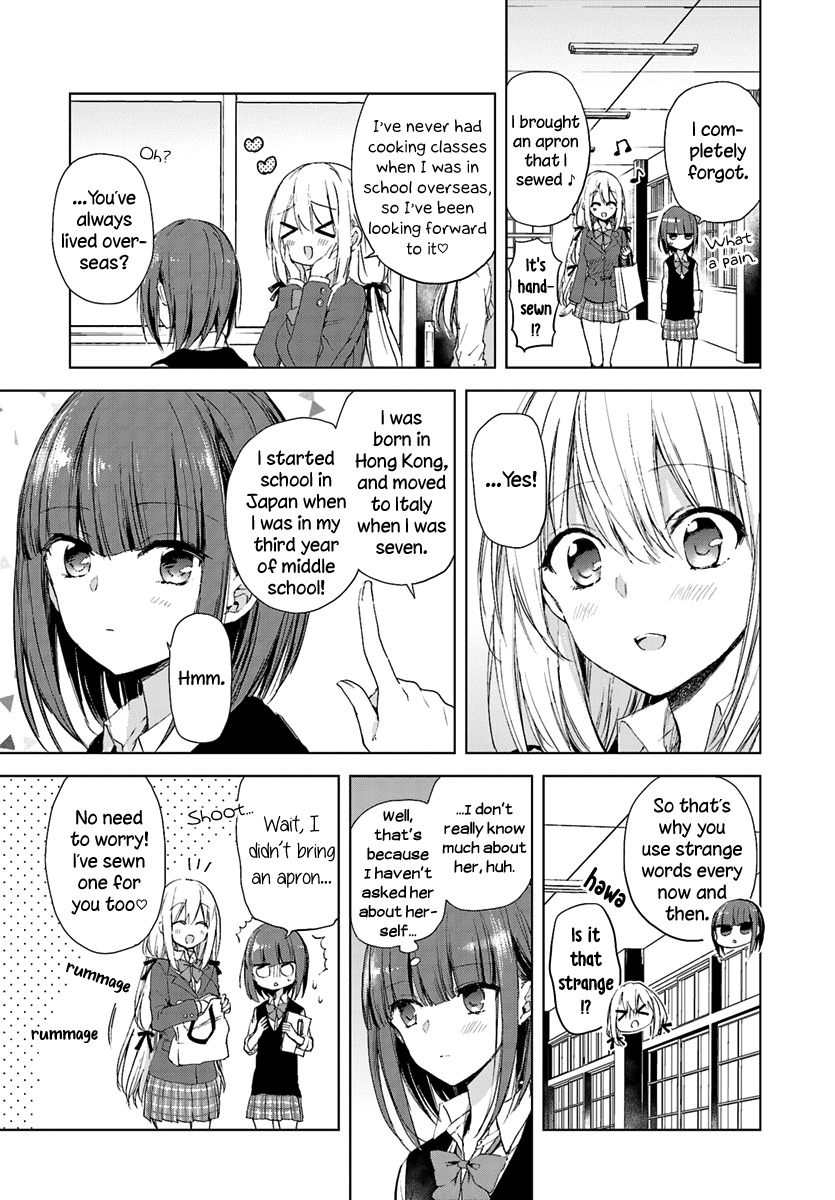 I com-
pletely
forgot.
What
a pain.
I brought
an apron
that I
sewed ♪
It's
hand-
sewn
!?
I've never had
cooking classes
when I was in
school overseas,
so I've been
looking forward
to it♡
Oh?
...You've
always
lived over-
seas?
...Yes!
I was
born in
Hong Kong,
and moved
to Italy
when I was
seven.
I started
school in
Japan when
I was in my
third year
of middle
school!
Hmm.
So that's
why you
use strange
words every
now and
then.
hawa
Is it
that
strange
!?
...I don't
really know
much about
her, huh.
Well,
that's
because
I haven't
asked her
about her-
self...
Wait, I
didn't bring
an apron...
Shoot...
No need
to worry!
I've sewn
one for
you too♡
rummage
rummage